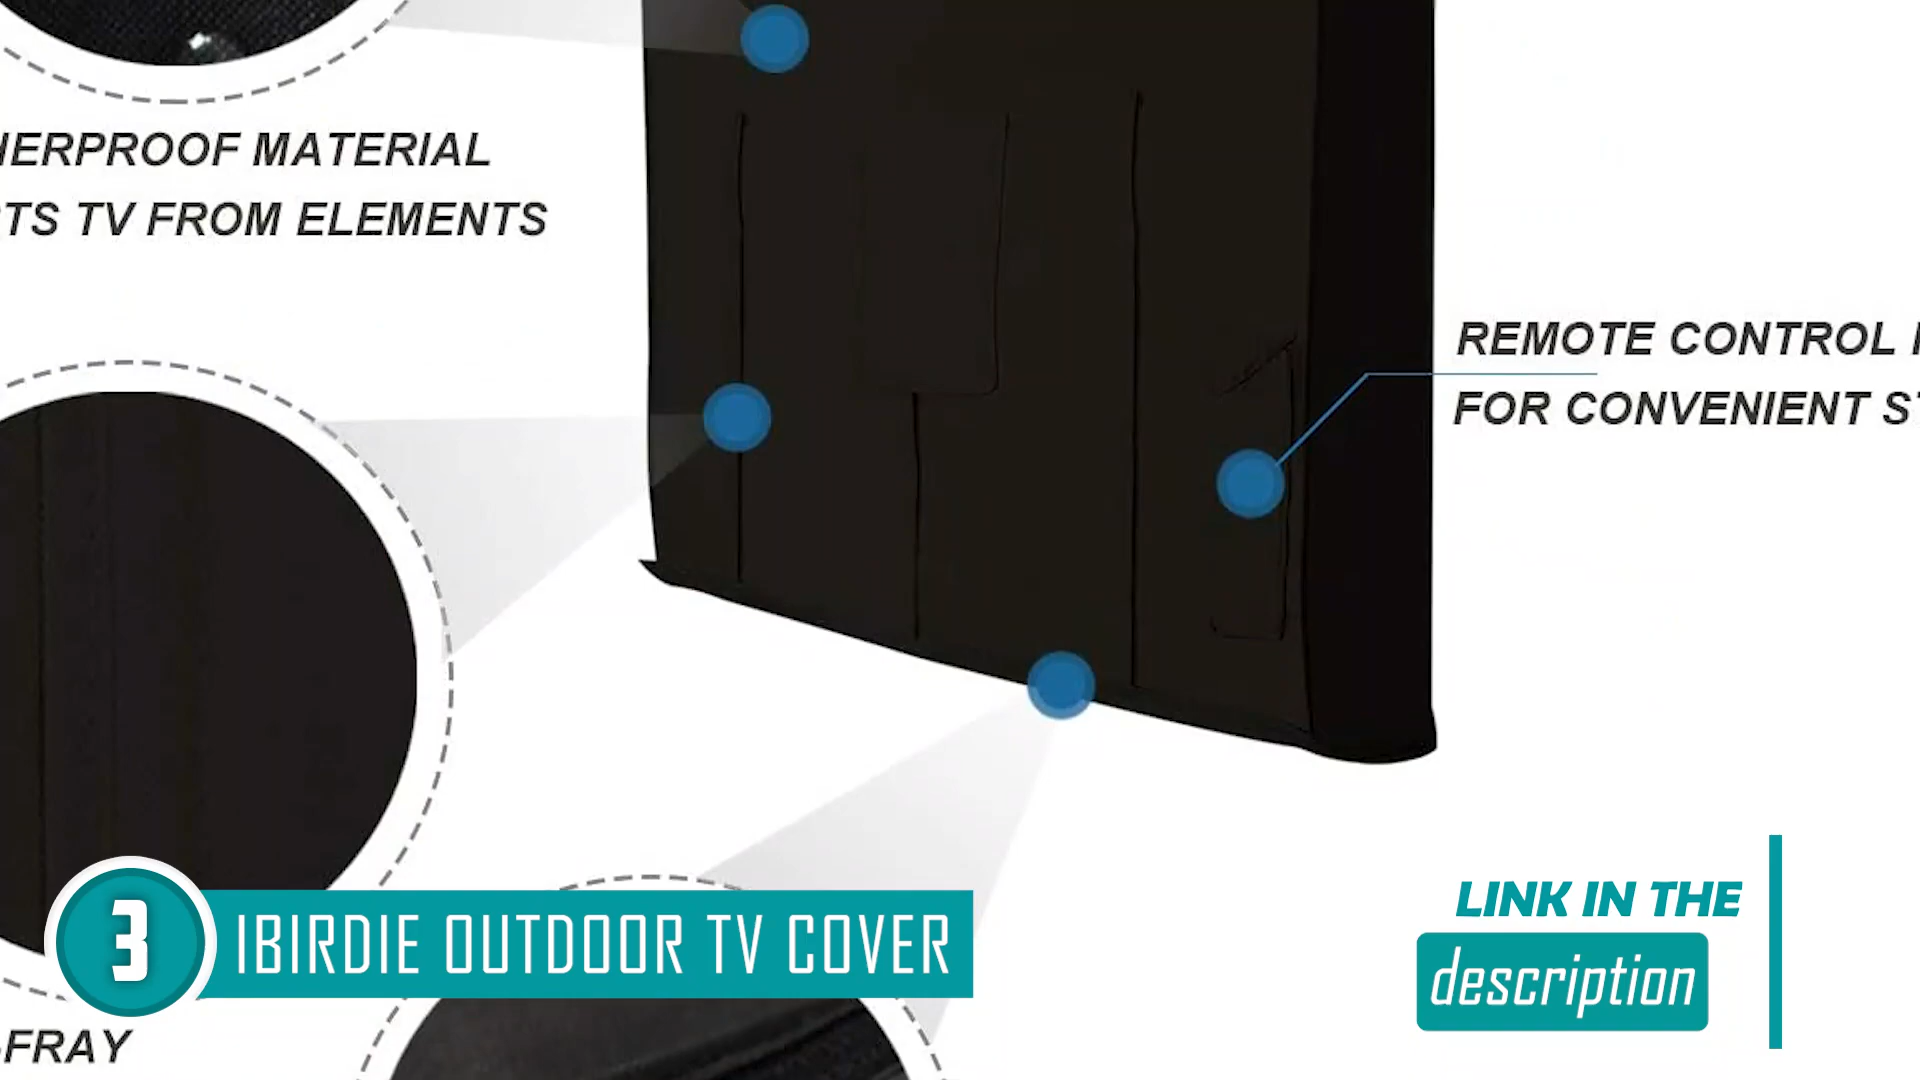 HERPROOF MATERIAL
TS TV FROM ELEMENTS
REMOTE CONTROL
FOR CONVENIENT
3
IBIRDIE OUTDOOR TV COVER
LINK IN THE
description
-FRAY